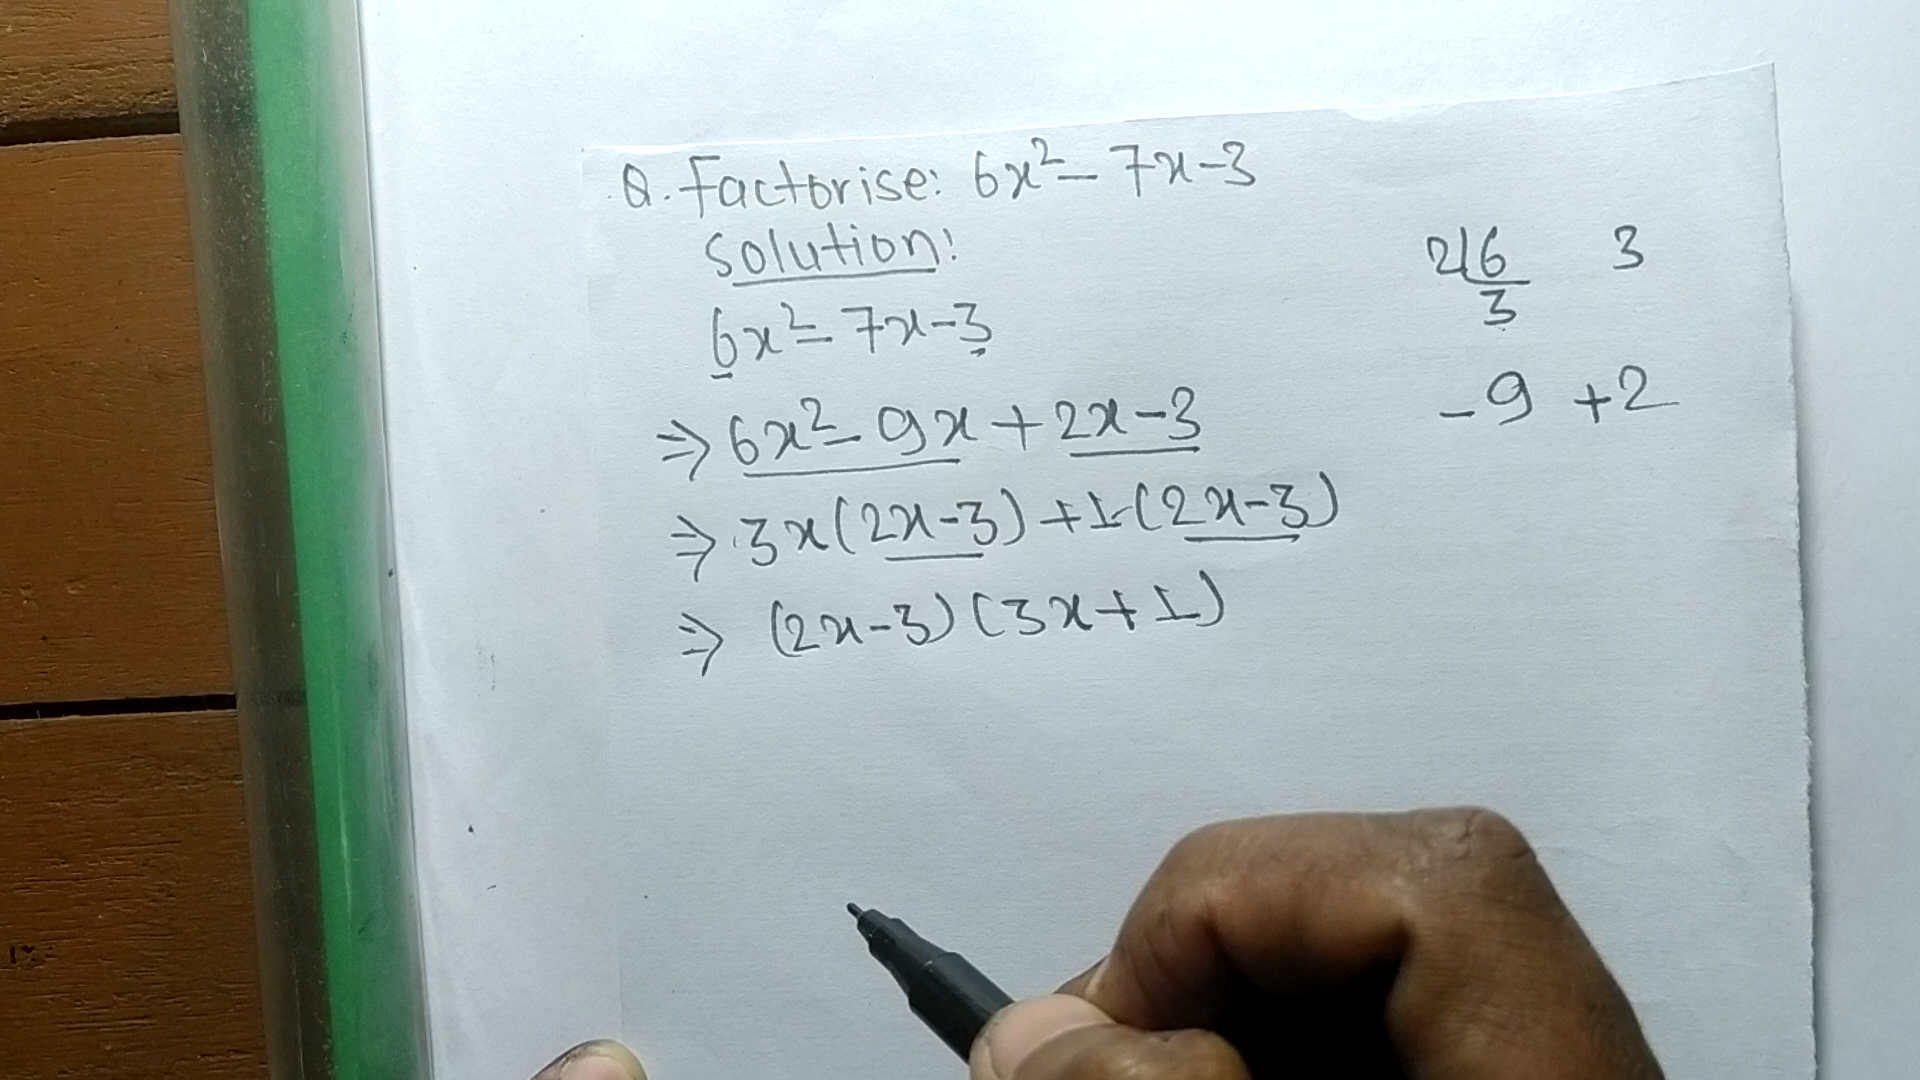 Q. Factorise: 6x² - 7x - 3
Solution:
6x² - 7x - 3
⇒ 6x² - 9x + 2x - 3
⇒ 3x(2x-3) + 1(2x-3)
⇒ (2x-3)(3x+1)
2|6 3
3
-9 +2